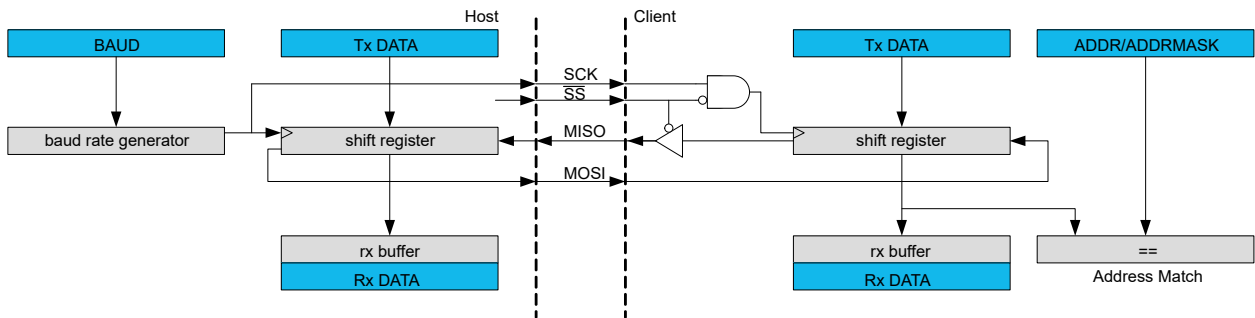 Host
Client
BAUD
Tx DATA
Tx DATA
ADDR/ADDRMASK
SCK
SS
baud rate generator
shift register
MISO
shift register
MOSI
rx buffer
rx buffer
==
Rx DATA
Rx DATA
Address Match